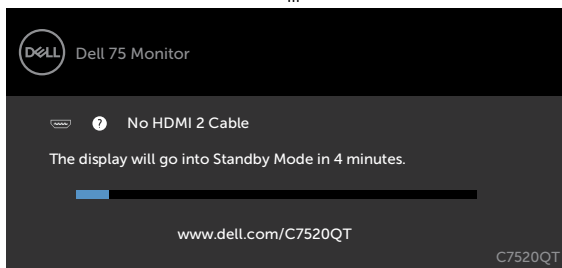 ...
DELL Dell 75 Monitor
? No HDMI 2 Cable
The display will go into Standby Mode in 4 minutes.
www.dell.com/C7520QT
C7520QT